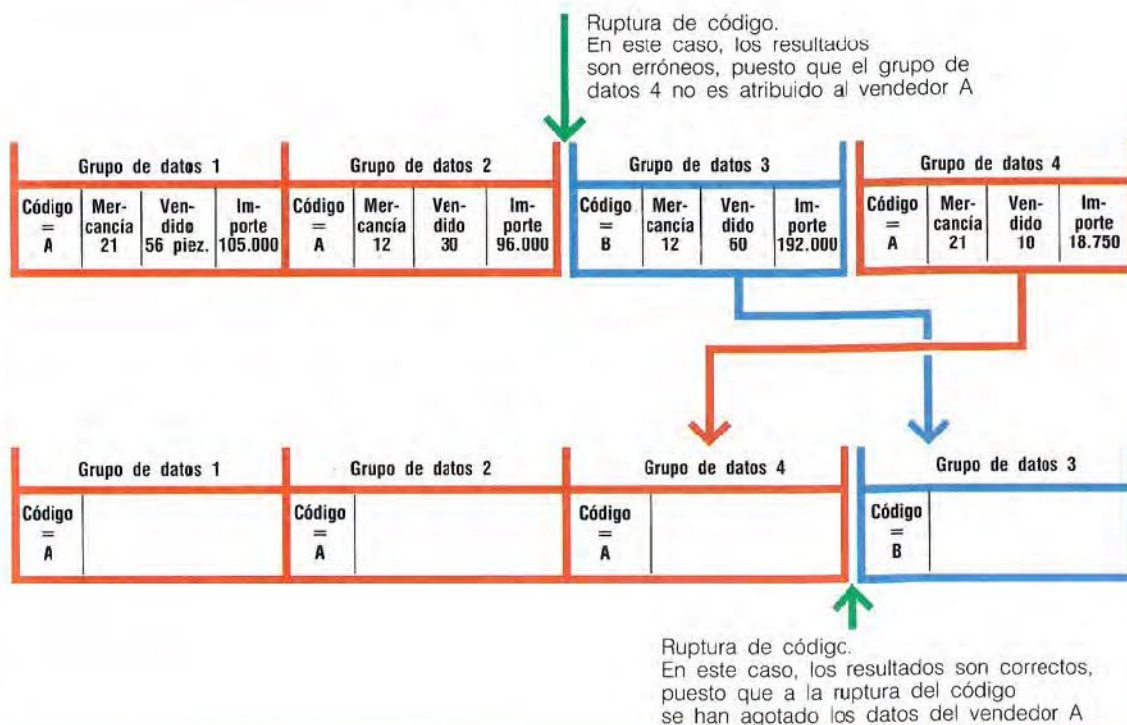 Ruptura de código.
En este caso, los resultados
son erróneos, puesto que el grupo de
datos 4 no es atribuido al vendedor A
Grupo de datos 1
Código = A
Mer-cancía 21
Ven-dido 56 piez.
Im-porte 105.000
Grupo de datos 2
Código = A
Mer-cancía 12
Ven-dido 30
Im-porte 96.000
Grupo de datos 3
Código = B
Mer-cancía 12
Ven-dido 60
Im-porte 192.000
Grupo de datos 4
Código = A
Mer-cancía 21
Ven-dido 10
Im-porte 18.750
Grupo de datos 1
Código = A
Grupo de datos 2
Código = A
Grupo de datos 4
Código = A
Grupo de datos 3
Código = B
Ruptura de código.
En este caso, los resultados son correctos,
puesto que a la ruptura del código
se han agotado los datos del vendedor A